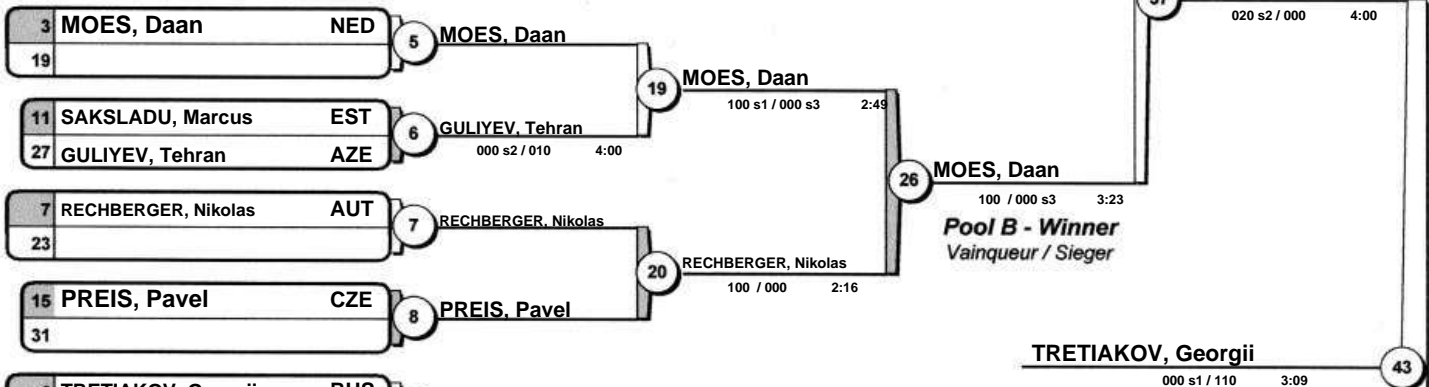 37
020 s2 / 000 4:00
3 MOES, Daan NED
19
5
MOES, Daan
19
MOES, Daan
100 s1 / 000 s3 2:49
11 SAKSLADU, Marcus EST
27 GULIYEV, Tehran AZE
6
GULIYEV, Tehran
000 s2 / 010 4:00
26
MOES, Daan
100 / 000 s3 3:23
Pool B - Winner
Vainqueur / Sieger
7 RECHBERGER, Nikolas AUT
23
7
RECHBERGER, Nikolas
20
RECHBERGER, Nikolas
100 / 000 2:16
15 PREIS, Pavel CZE
31
8
PREIS, Pavel
TRETIAKOV, Georgii
000 s1 / 110 3:09
43
TRETIAKOV, Georgii RUS